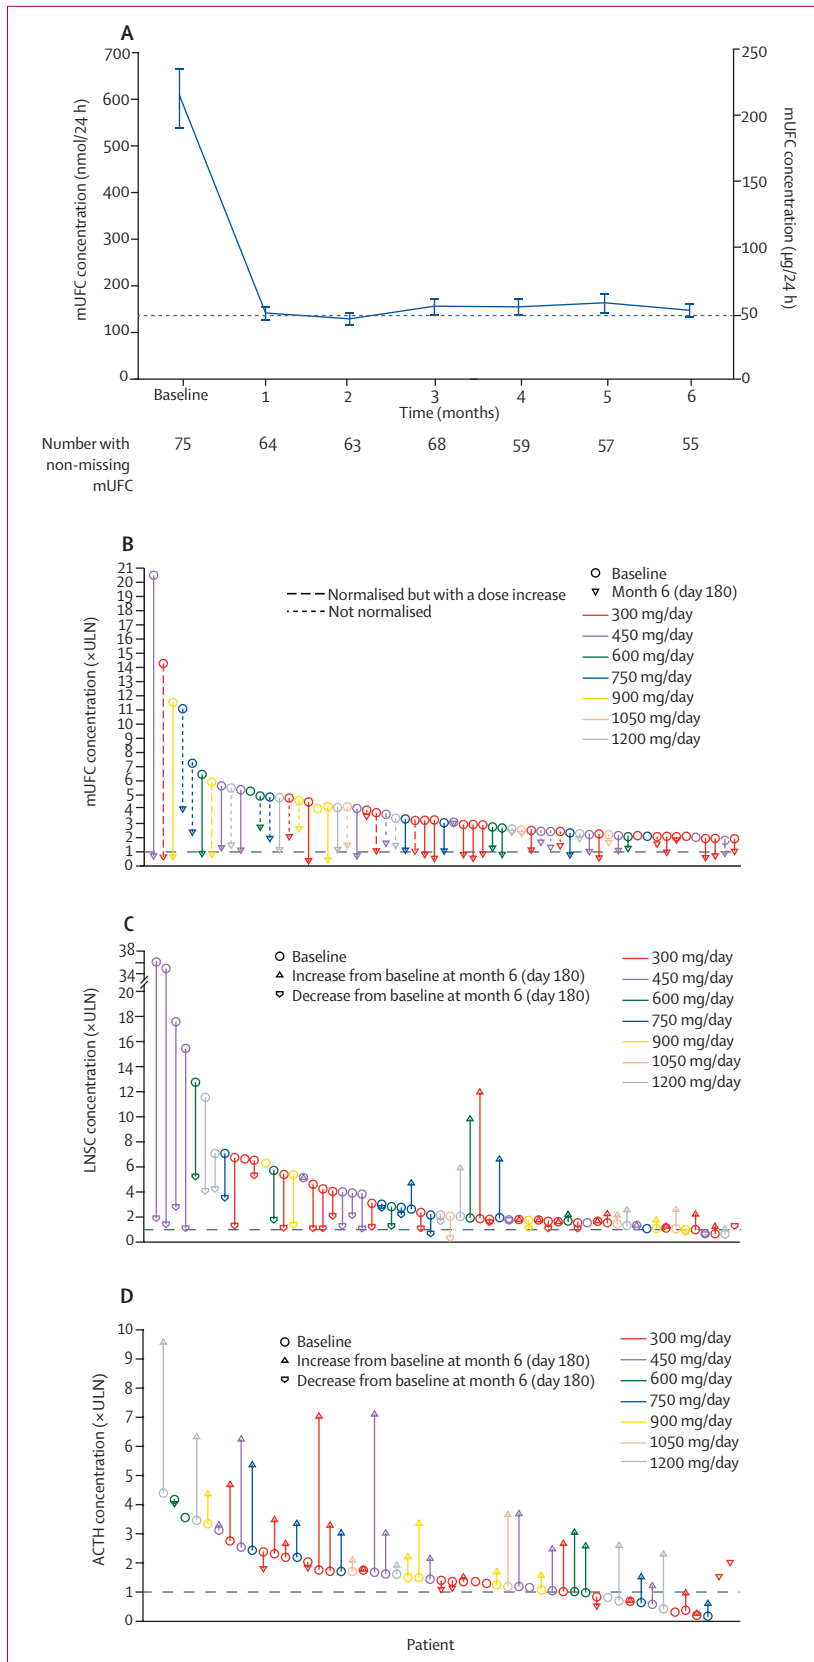 A
mUFC concentration (nmol/24 h)
700
600
500
400
300
200
100
0
250
200
150
100
50
0
mUFC concentration (µg/24 h)
Baseline
1
2
3
4
5
6
Time (months)
Number with
non-missing
mUFC
75
64
63
68
59
57
55
B
mUFC concentration (× ULN)
21
20
19
18
17
16
15
14
13
12
11
10
9
8
7
6
5
4
3
2
1
0
Normalised but with a dose increase
Not normalised
Baseline
Month 6 (day 180)
300 mg/day
450 mg/day
600 mg/day
750 mg/day
900 mg/day
1050 mg/day
1200 mg/day
C
LNSC concentration (× ULN)
38
34
20
18
16
14
12
10
8
6
4
2
0
Baseline
Increase from baseline at month 6 (day 180)
Decrease from baseline at month 6 (day 180)
300 mg/day
450 mg/day
600 mg/day
750 mg/day
900 mg/day
1050 mg/day
1200 mg/day
D
ACTH concentration (× ULN)
10
9
8
7
6
5
4
3
2
1
0
Baseline
Increase from baseline at month 6 (day 180)
Decrease from baseline at month 6 (day 180)
300 mg/day
450 mg/day
600 mg/day
750 mg/day
900 mg/day
1050 mg/day
1200 mg/day
Patient